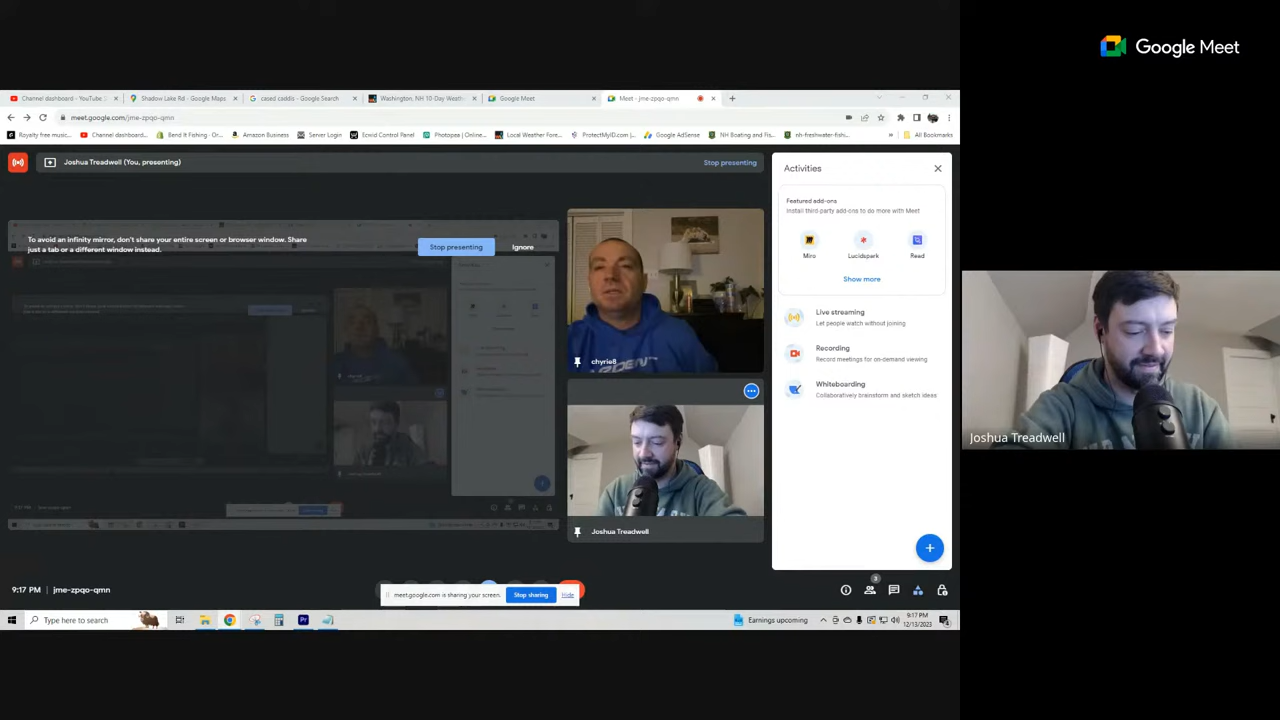 Google Meet
Channel dashboard - YouTube S
Shadow Lake Rd - Google Maps
cased caddis - Google Search
Washington, NH 10-Day Weath
Google Meet
Meet - jme-zpqo-qmn
meet.google.com/jme-zpqo-qmn
Royalty free music...
Channel dashboard...
Bend It Fishing - Or...
Amazon Business
Server Login
Ecwid Control Panel
Photopea | Online...
Local Weather Fore...
ProtectMyID.com | ...
Google AdSense
NH Boating and Fis...
nh-freshwater-fishi...
All Bookmarks
Joshua Treadwell (You, presenting)
Stop presenting
To avoid an infinity mirror, don't share your entire screen or browser window. Share
just a tab or a different window instead.
Stop presenting
Ignore
chyrie8
Joshua Treadwell
Activities
Featured add-ons
Install third-party add-ons to do more with Meet
Miro
Lucidspark
Read
Show more
Live streaming
Let people watch without joining
Recording
Record meetings for on-demand viewing
Whiteboarding
Collaboratively brainstorm and sketch ideas
Joshua Treadwell
9:17 PM
jme-zpqo-qmn
meet.google.com is sharing your screen.
Stop sharing
Hide
3
Type here to search
Pr
Earnings upcoming
9:17 PM
12/13/2023